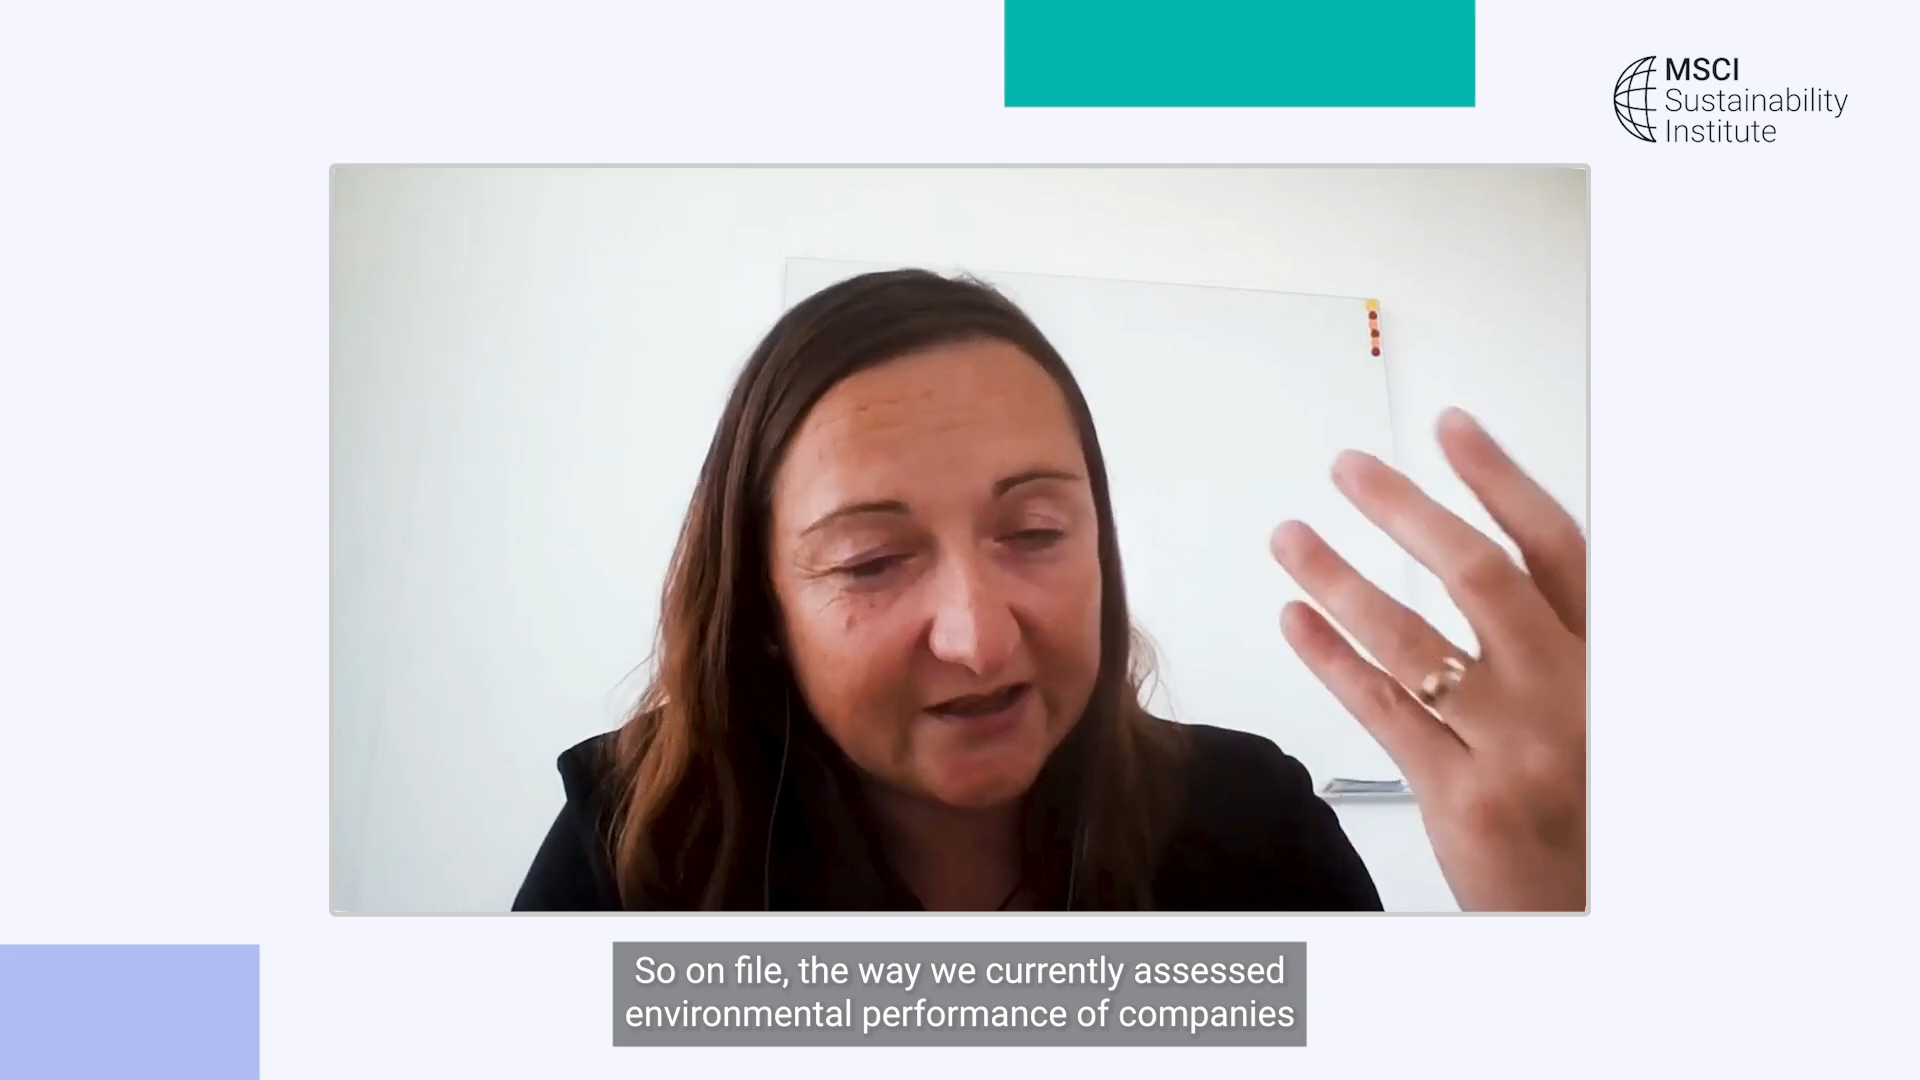 MSCI
Sustainability
Institute
So on file, the way we currently assessed
environmental performance of companies